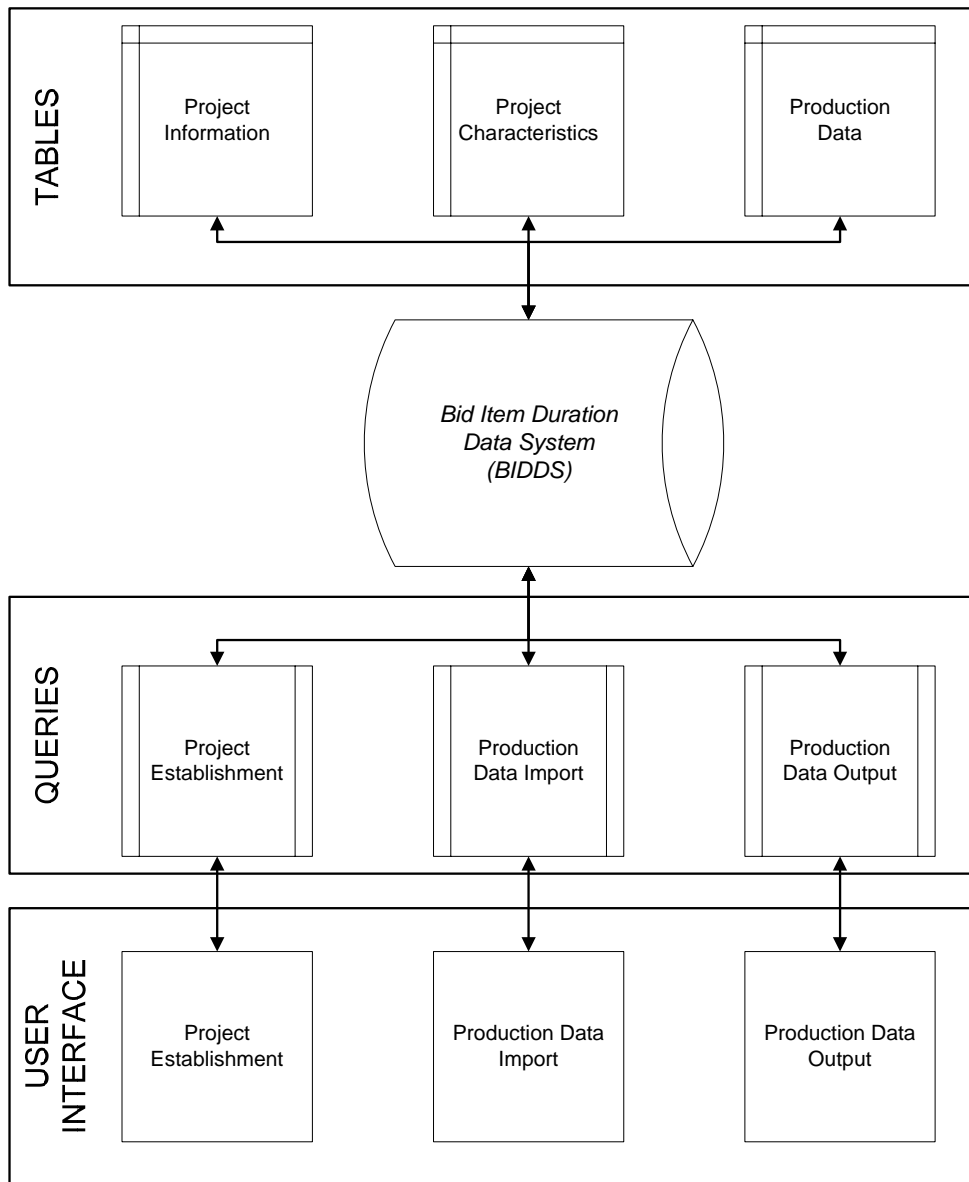 TABLES
Project
Information
Project
Characteristics
Production
Data
Bid Item Duration
Data System
(BIDDS)
QUERIES
Project
Establishment
Production
Data Import
Production
Data Output
USER
INTERFACE
Project
Establishment
Production Data
Import
Production Data
Output